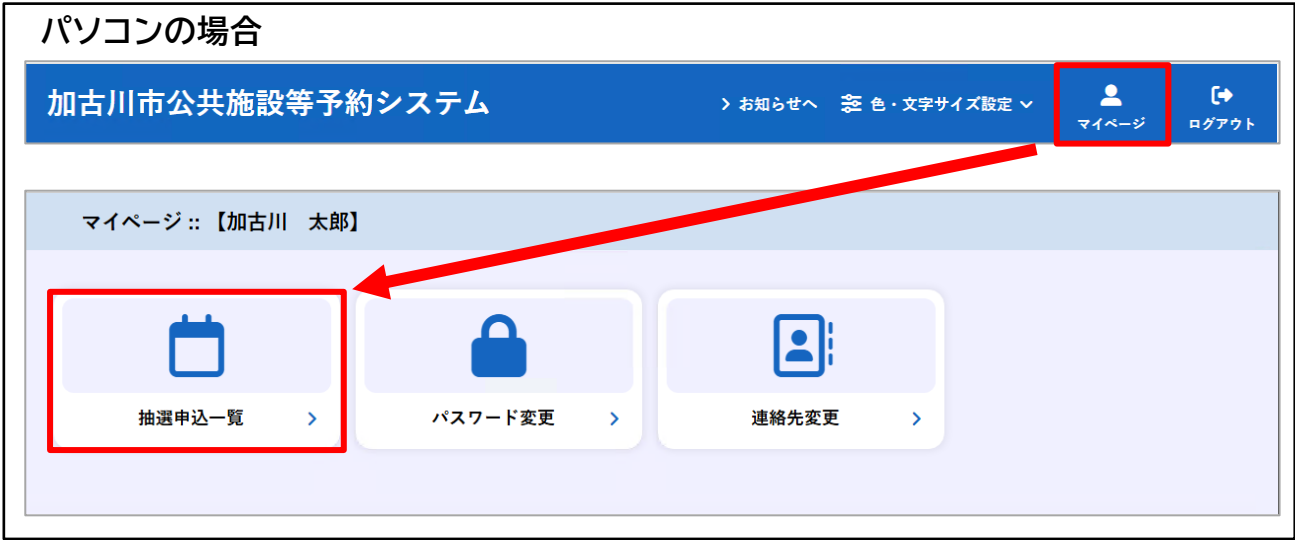 パソコンの場合
加古川市公共施設等予約システム
お知らせへ 色・文字サイズ設定
マイページ ログアウト
マイページ :: 【加古川　太郎】
抽選申込一覧 パスワード変更 連絡先変更